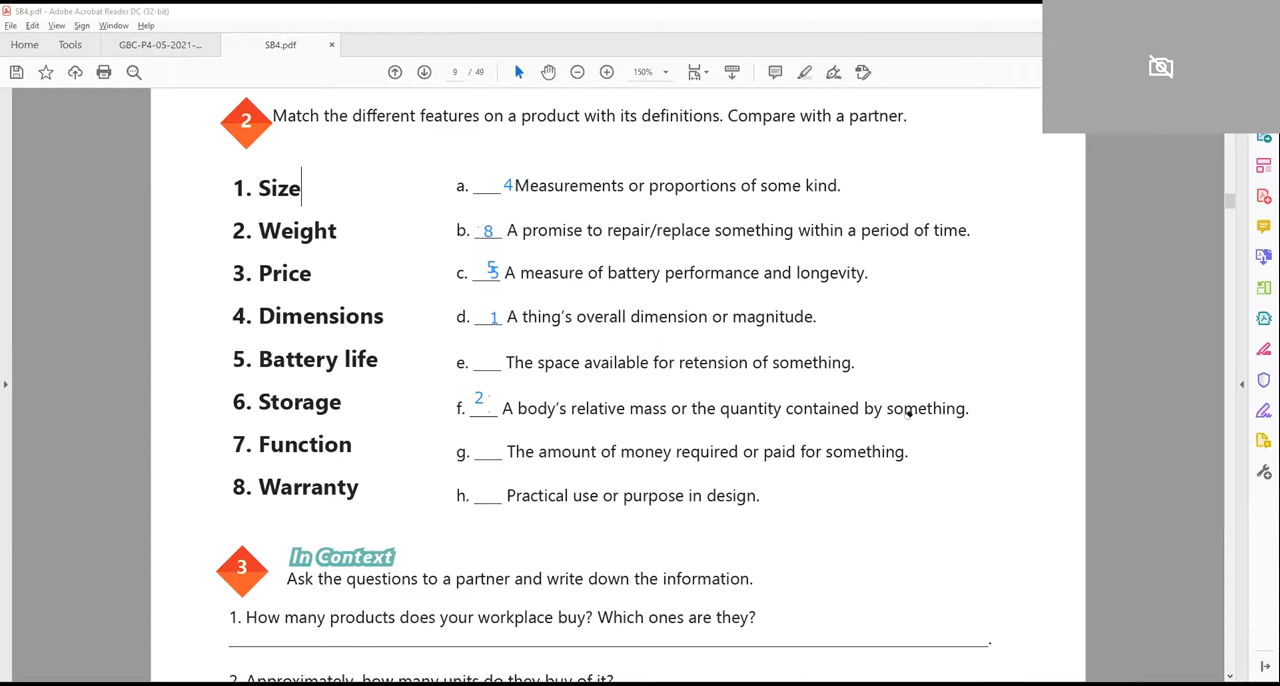 SB4.pdf - Adobe Acrobat Reader DC (32-bit)
File Edit View Sign Window Help
Home Tools G8C-P4-05-2021-... SB4.pdf ×
9 / 49 150%
2 Match the different features on a product with its definitions. Compare with a partner.
1. Size a. ___ 4 Measurements or proportions of some kind.
2. Weight b. 8 A promise to repair/replace something within a period of time.
3. Price c. 5 5 A measure of battery performance and longevity.
4. Dimensions d. 1 A thing's overall dimension or magnitude.
5. Battery life e. ___ The space available for retension of something.
6. Storage f. 2 A body's relative mass or the quantity contained by something.
7. Function g. ___ The amount of money required or paid for something.
8. Warranty h. ___ Practical use or purpose in design.
3 In Context
Ask the questions to a partner and write down the information.
1. How many products does your workplace buy? Which ones are they?
2. Approximately, how many units do they buy of it?